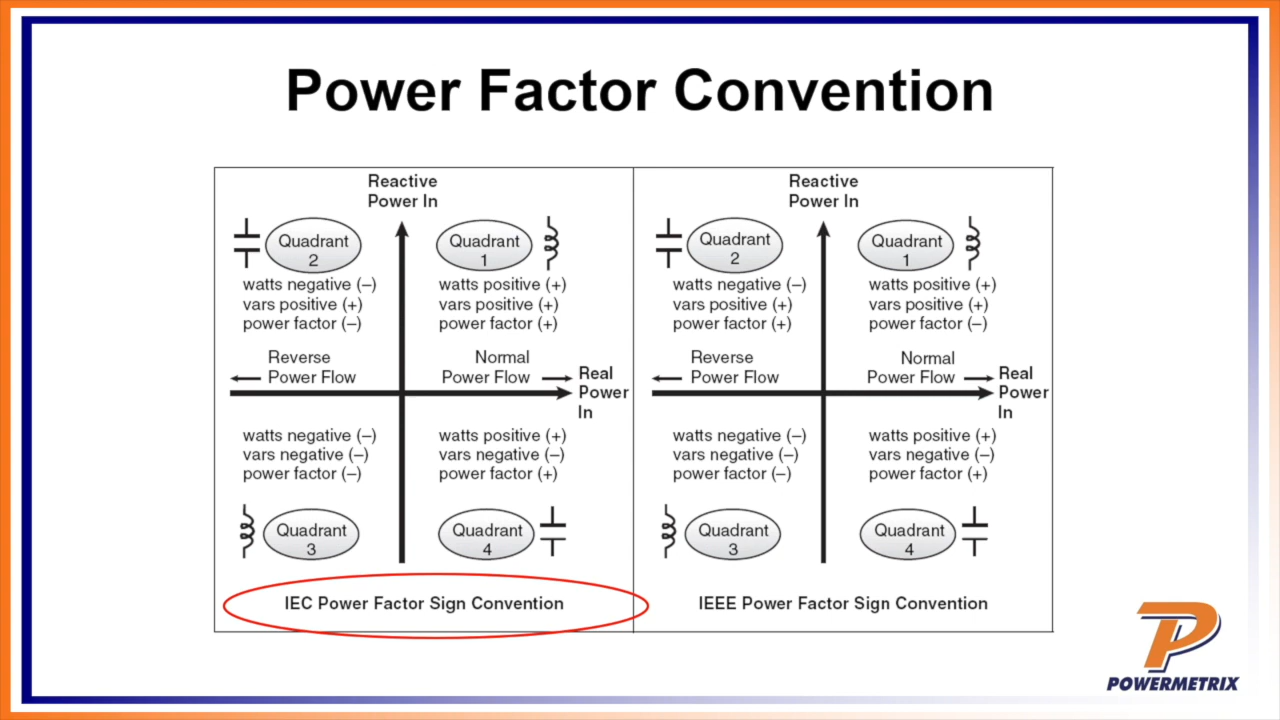 Power Factor Convention
Reactive
Power In
Quadrant
2
Quadrant
1
watts negative (–)
vars positive (+)
power factor (–)
watts positive (+)
vars positive (+)
power factor (+)
Reverse
Power Flow
Normal
Power Flow
Real
Power
In
watts negative (–)
vars negative (–)
power factor (–)
watts positive (+)
vars negative (–)
power factor (+)
Quadrant
3
Quadrant
4
IEC Power Factor Sign Convention
Reactive
Power In
Quadrant
2
Quadrant
1
watts negative (–)
vars positive (+)
power factor (+)
watts positive (+)
vars positive (+)
power factor (–)
Reverse
Power Flow
Normal
Power Flow
Real
Power
In
watts negative (–)
vars negative (–)
power factor (–)
watts positive (+)
vars negative (–)
power factor (+)
Quadrant
3
Quadrant
4
IEEE Power Factor Sign Convention
P
POWERMETRIX